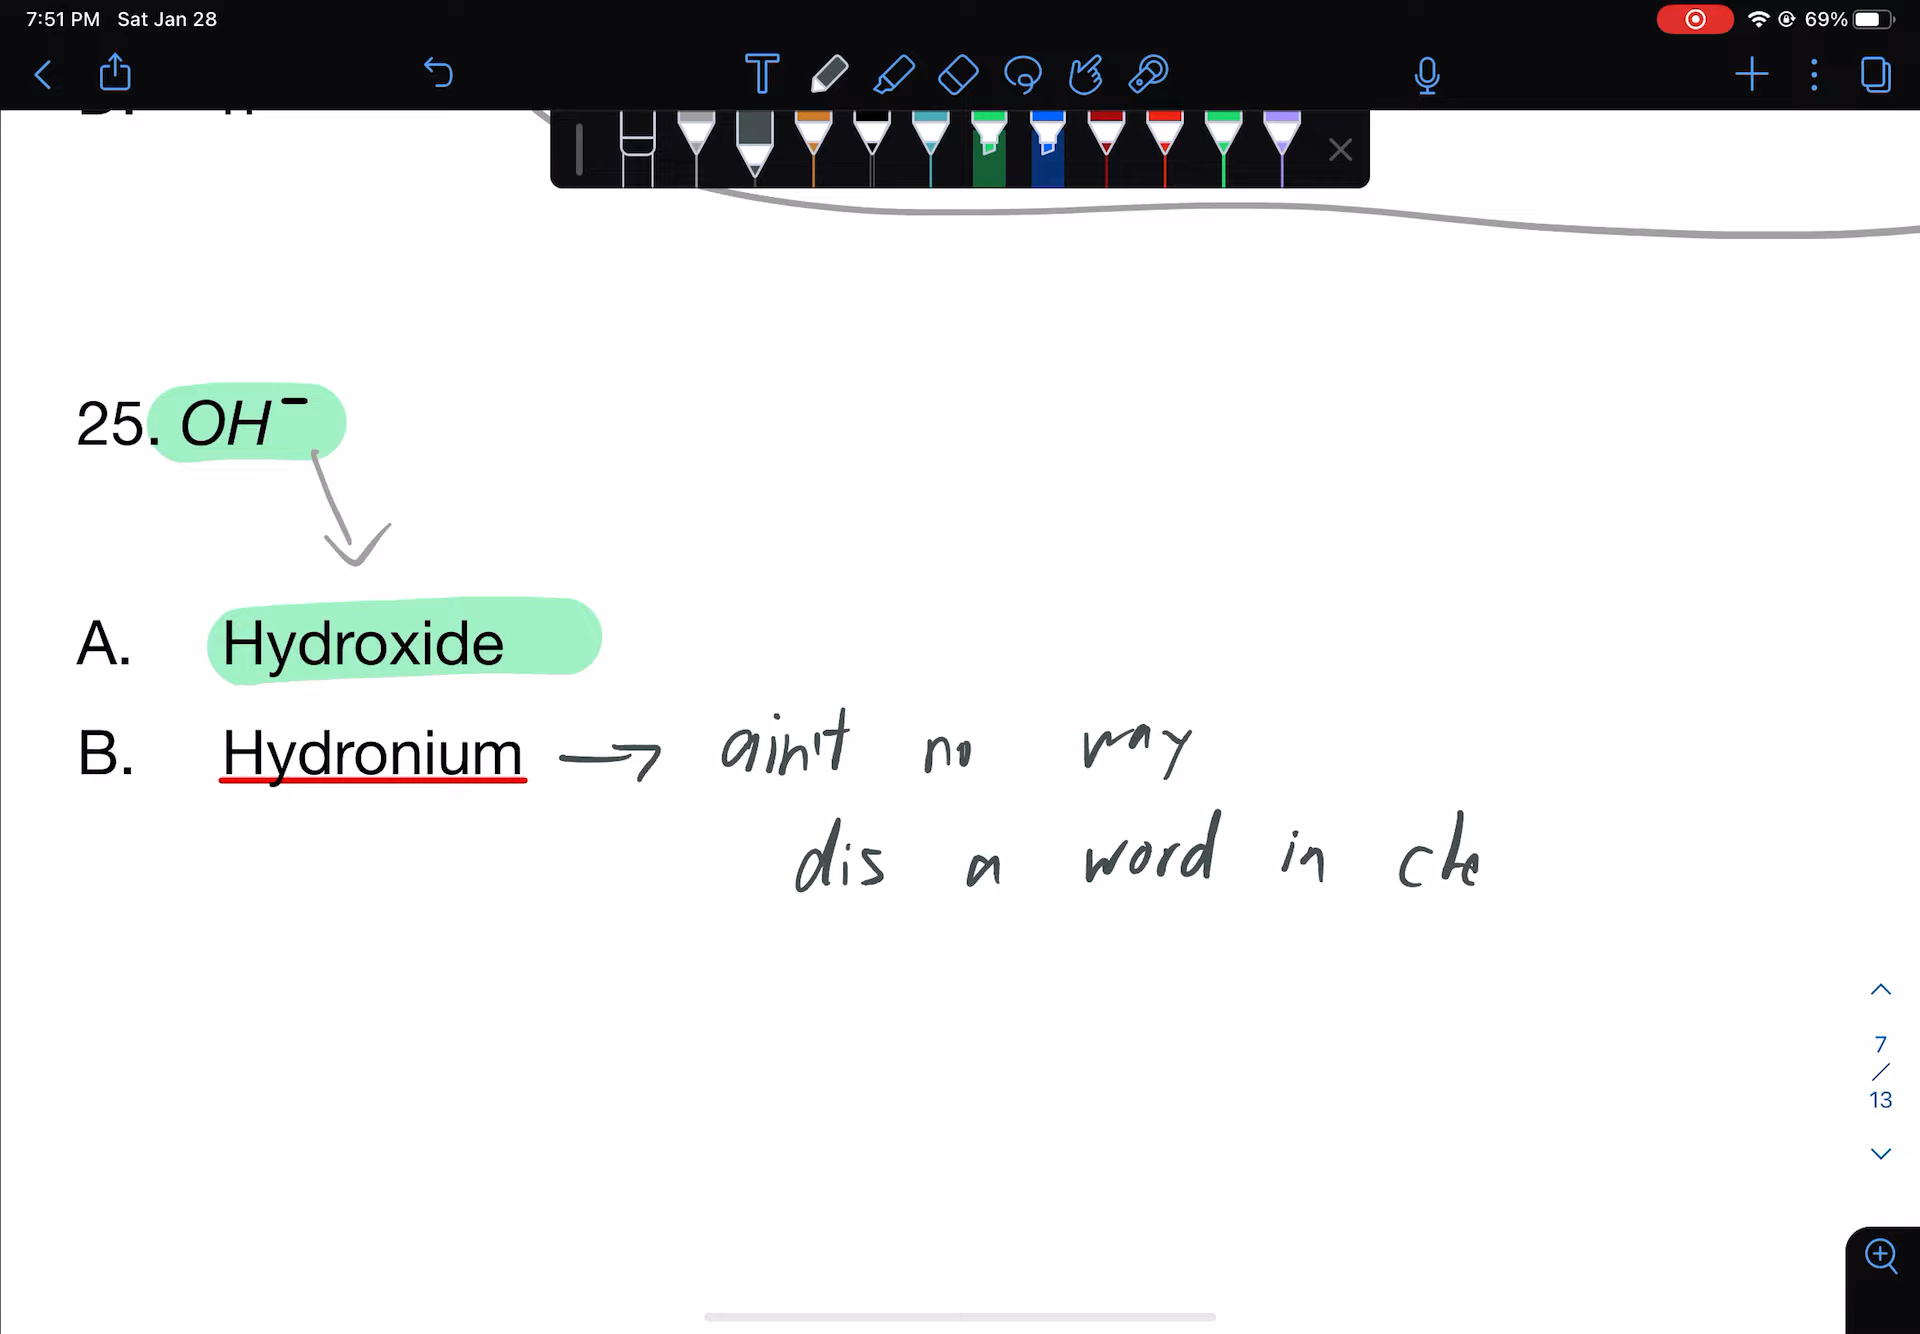 7:51 PM Sat Jan 28
69%
25. OH⁻
A. Hydroxide
B. Hydronium → ain't no way
dis a word in che
7
/
13